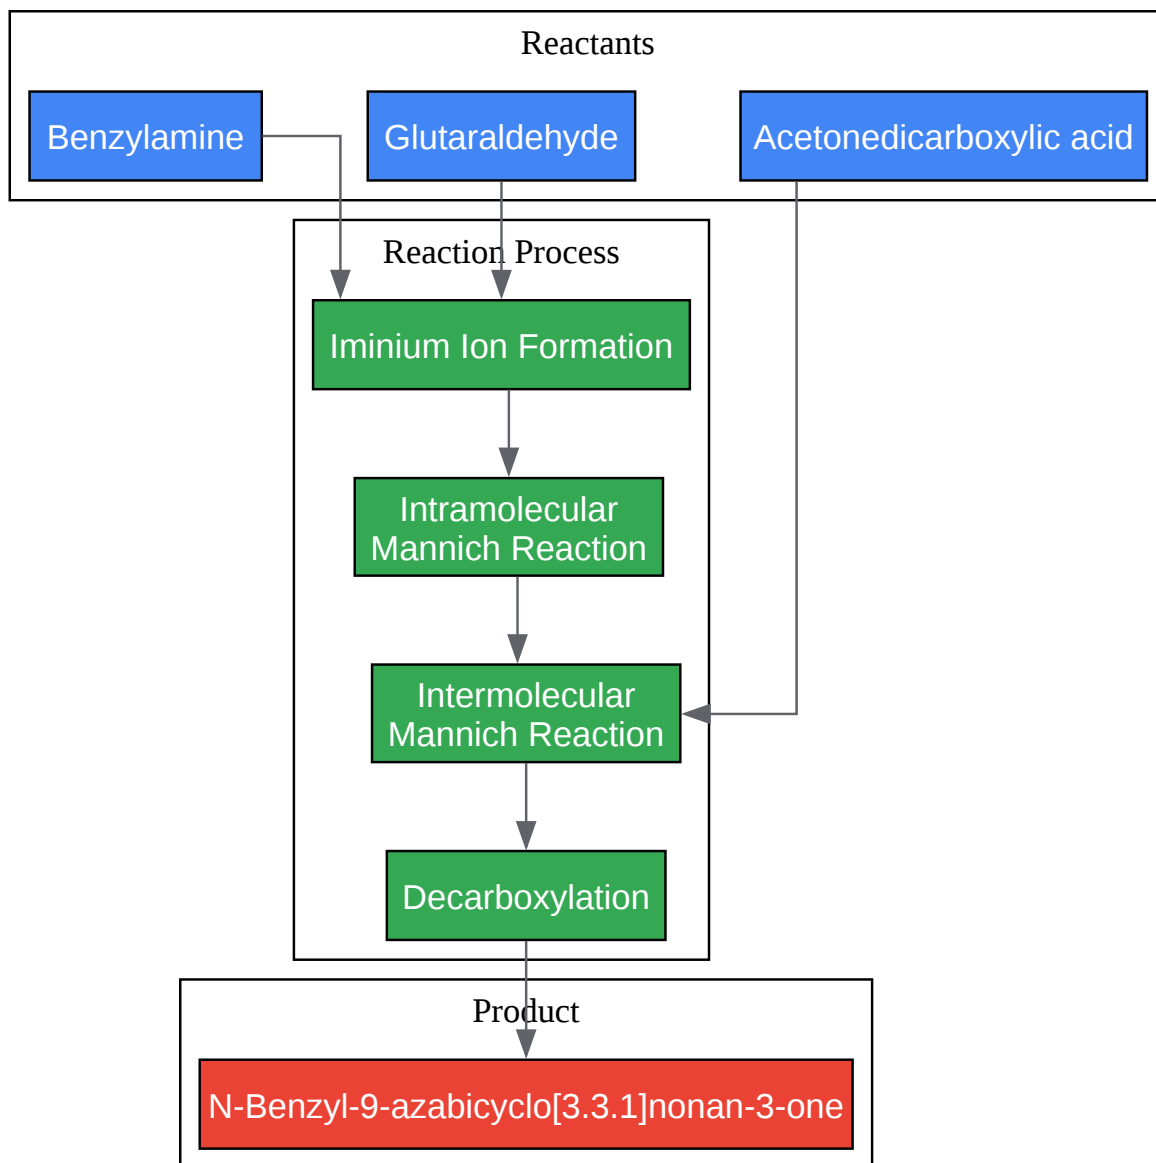 Reactants
Benzylamine
Glutaraldehyde
Acetonedicarboxylic acid
Reaction Process
Iminium Ion Formation
Intramolecular
Mannich Reaction
Intermolecular
Mannich Reaction
Decarboxylation
Product
N-Benzyl-9-azabicyclo[3.3.1]nonan-3-one